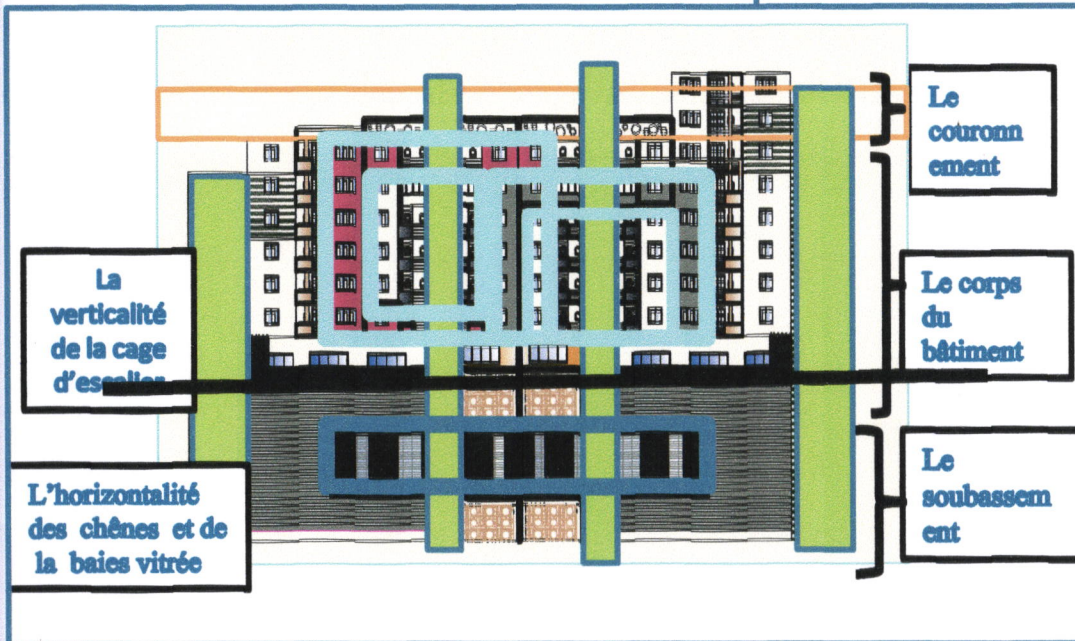 Le
couronn
ement
La
verticalité
de la cage
d'escalier
Le corps
du
bâtiment
L'horizontalité
des chênes et de
la baies vitrée
Le
soubassem
ent